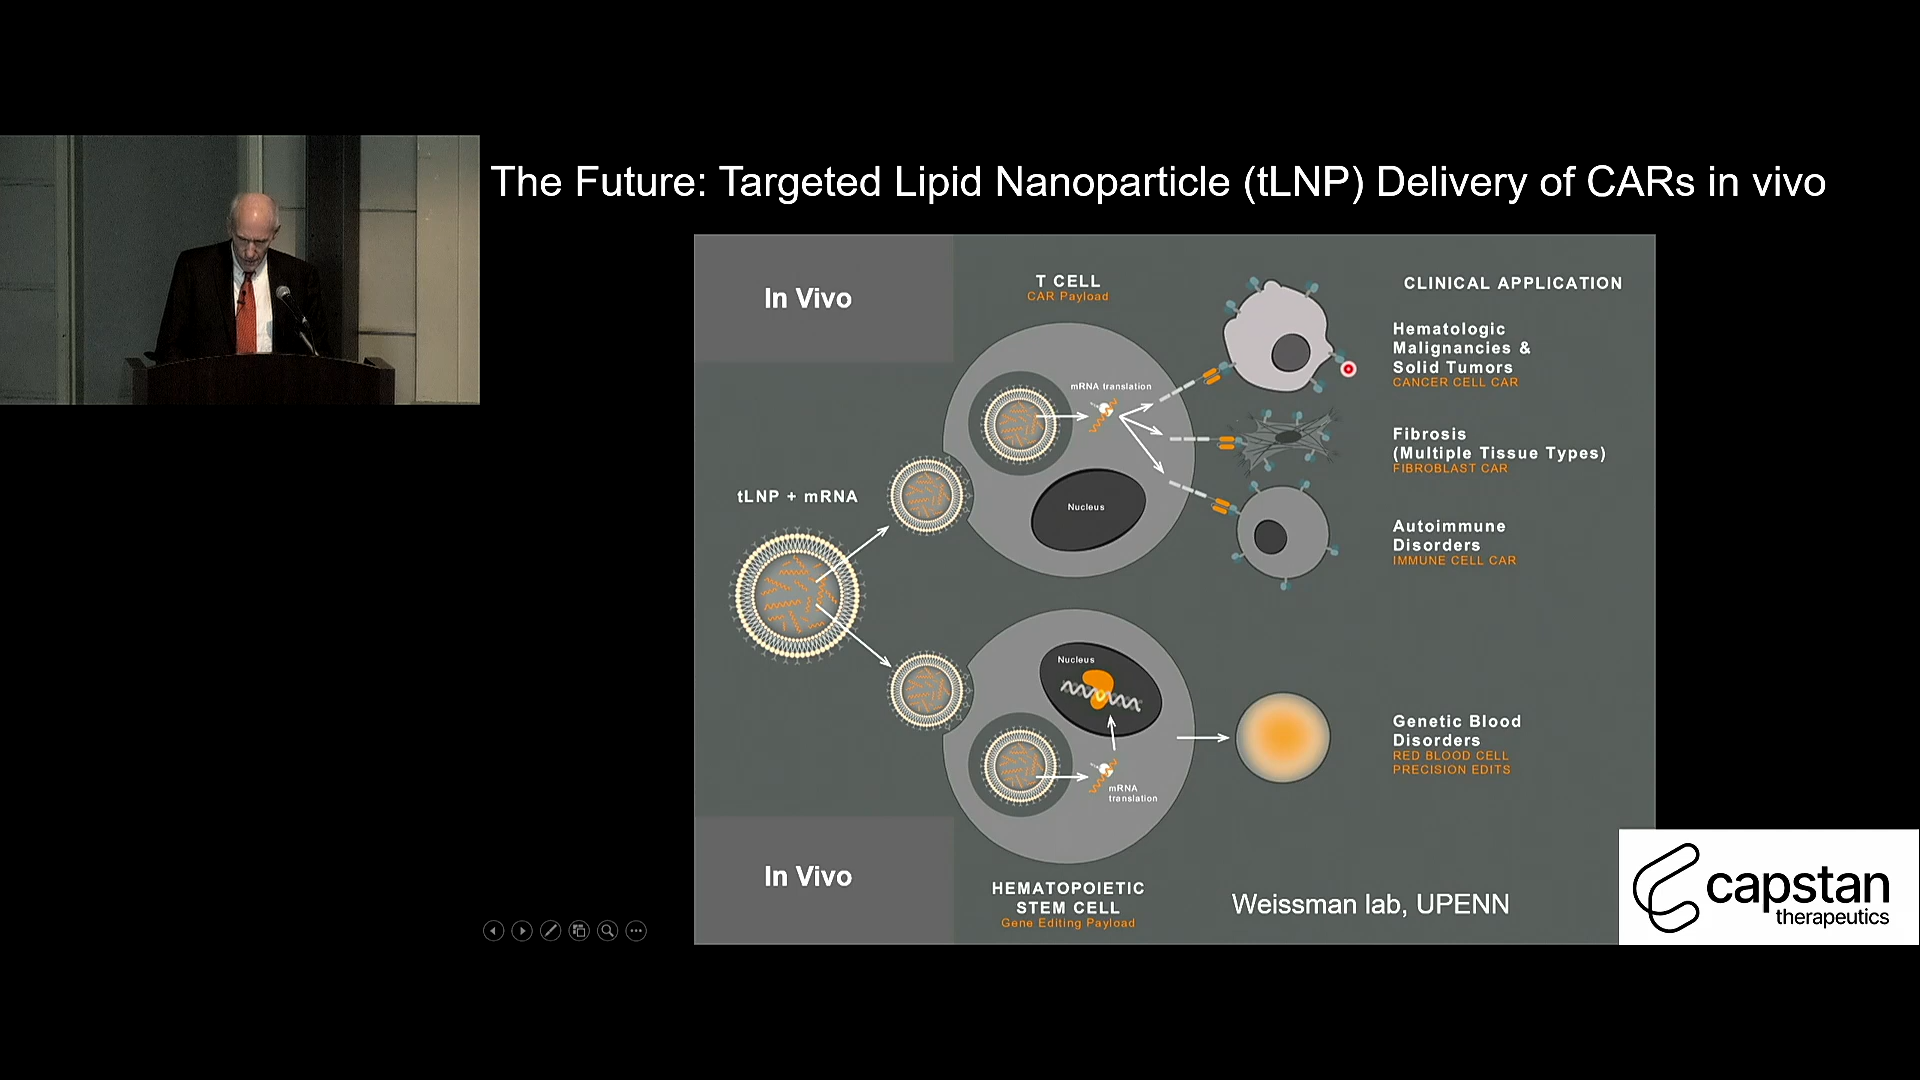 The Future: Targeted Lipid Nanoparticle (tLNP) Delivery of CARs in vivo
In Vivo
T CELL
CAR Payload
CLINICAL APPLICATION
Hematologic
Malignancies &
Solid Tumors
CANCER CELL CAR
mRNA translation
Fibrosis
(Multiple Tissue Types)
FIBROBLAST CAR
tLNP + mRNA
Nucleus
Autoimmune
Disorders
IMMUNE CELL CAR
Nucleus
mRNA
translation
Genetic Blood
Disorders
RED BLOOD CELL
PRECISION EDITS
In Vivo
HEMATOPOIETIC
STEM CELL
Gene Editing Payload
Weissman lab, UPENN
capstan
therapeutics